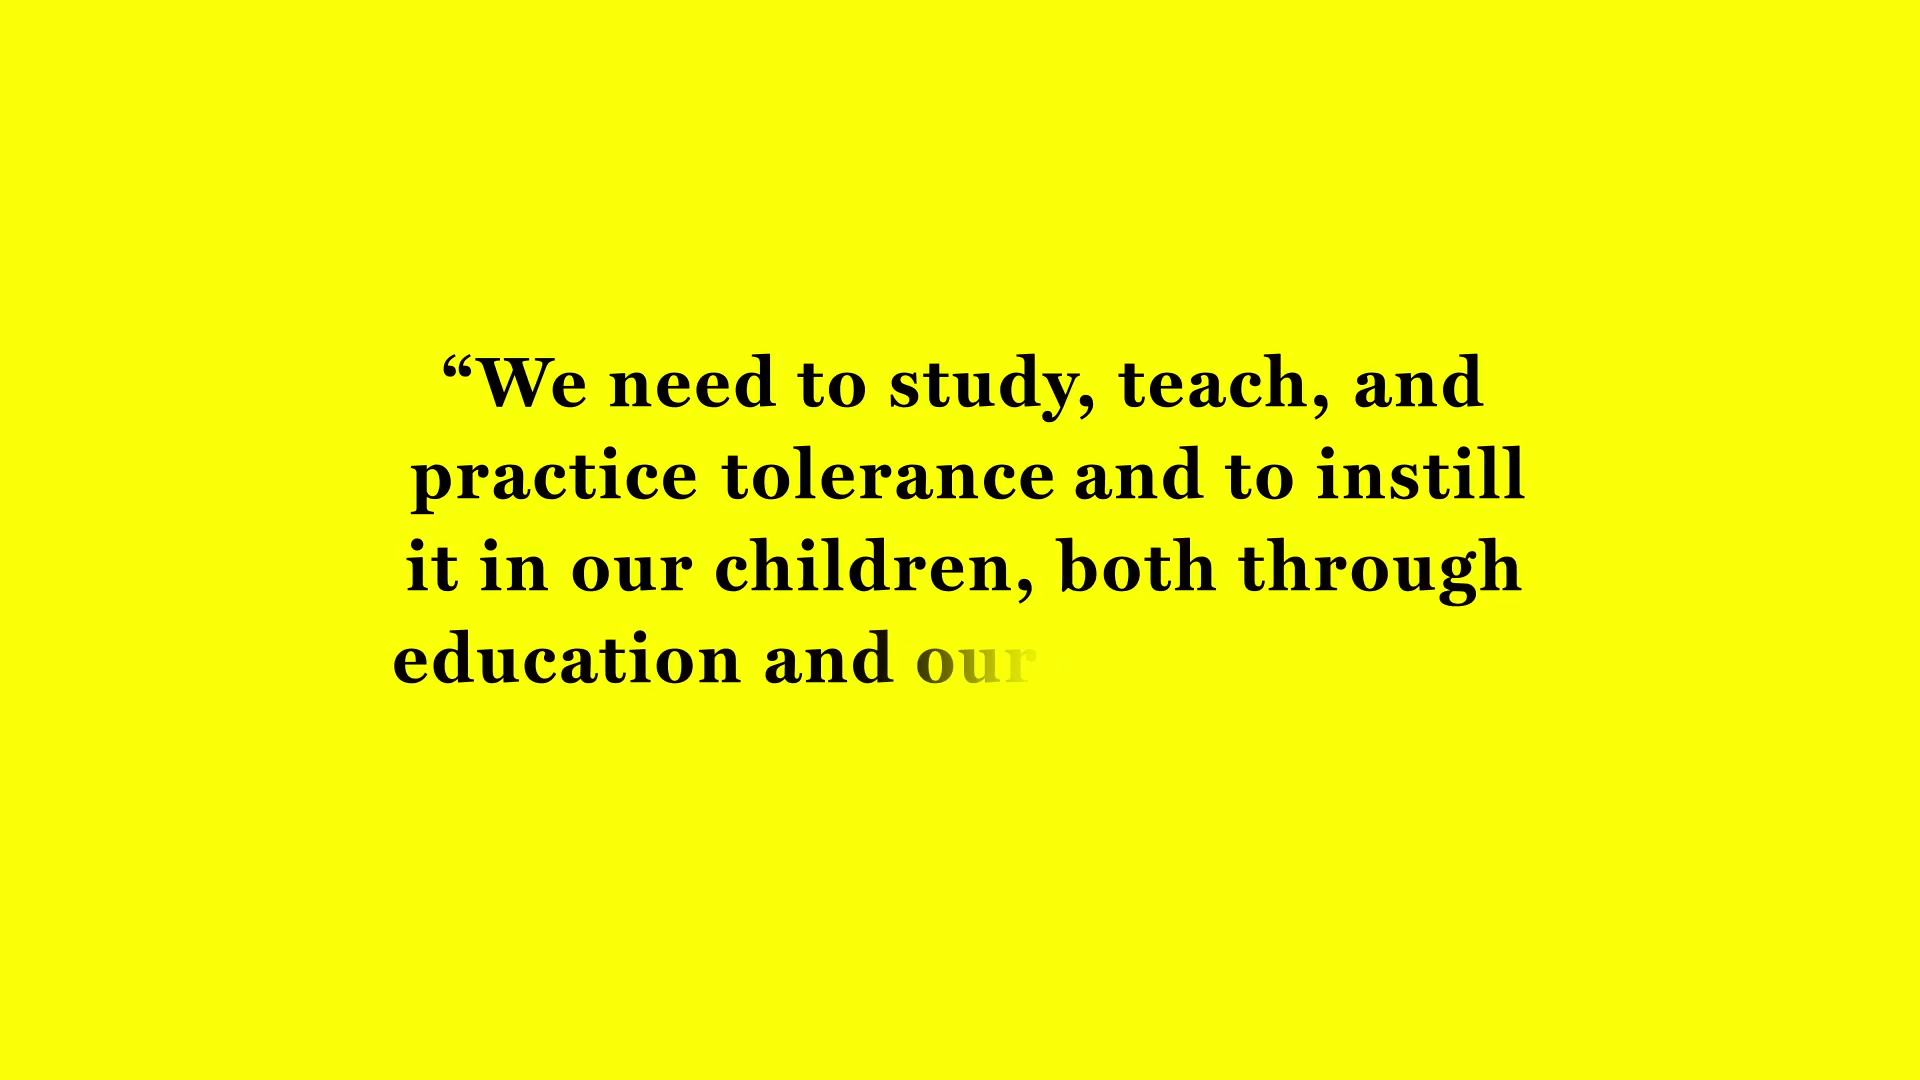 “We need to study, teach, and
practice tolerance and to instill
it in our children, both through
education and our